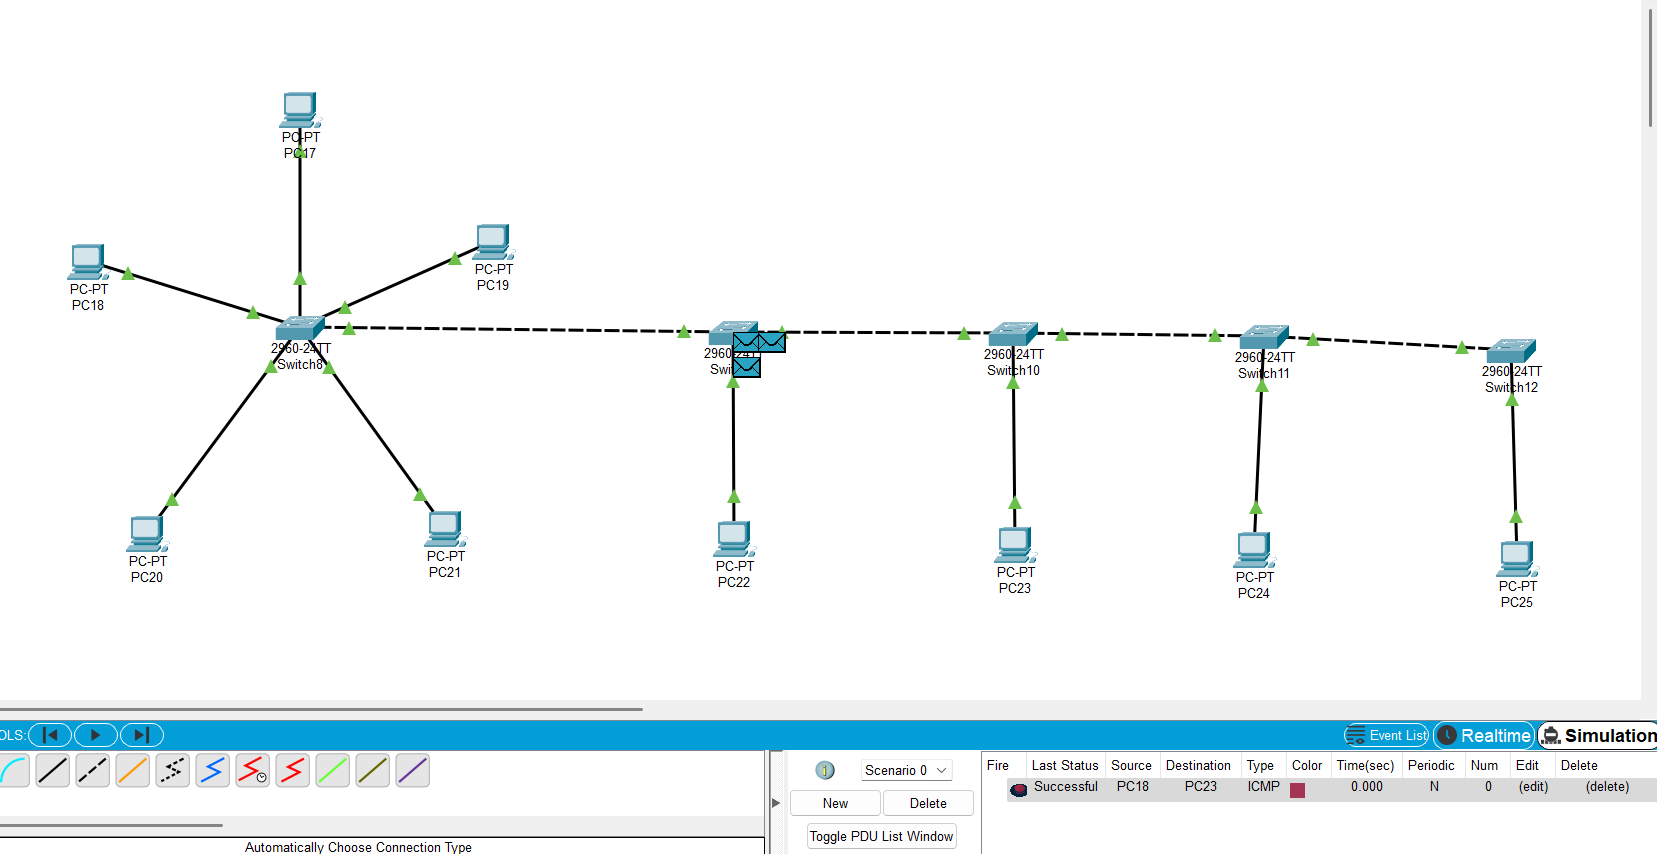 PC-PT
PC17
PC-PT
PC19
PC-PT
PC18
2960-24TT
Switch8
2960-24TT
2960-24TT
Switch10
2960-24TT
Switch11
2960-24TT
Switch12
PC-PT
PC20
PC-PT
PC21
PC-PT
PC22
PC-PT
PC23
PC-PT
PC24
PC-PT
PC25
OLS:
Event List
Realtime
Simulation
Scenario 0
New
Delete
Toggle PDU List Window
Fire Last Status Source Destination Type Color Time(sec) Periodic Num Edit Delete
Successful PC18 PC23 ICMP 0.000 N 0 (edit) (delete)
Automatically Choose Connection Type